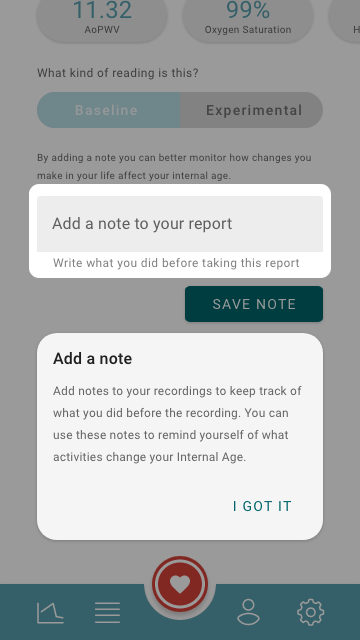 11.32
99%
AoPWV
Oxygen Saturation
H
What kind of reading is this?
Baseline
Experimental
By adding a note you can better monitor how changes you
make in your life affect your internal age.
Add a note to your report
Write what you did before taking this report
SAVE NOTE
Add a note
Add notes to your recordings to keep track of
what you did before the recording. You can
use these notes to remind yourself of what
activities change your Internal Age.
I GOT IT